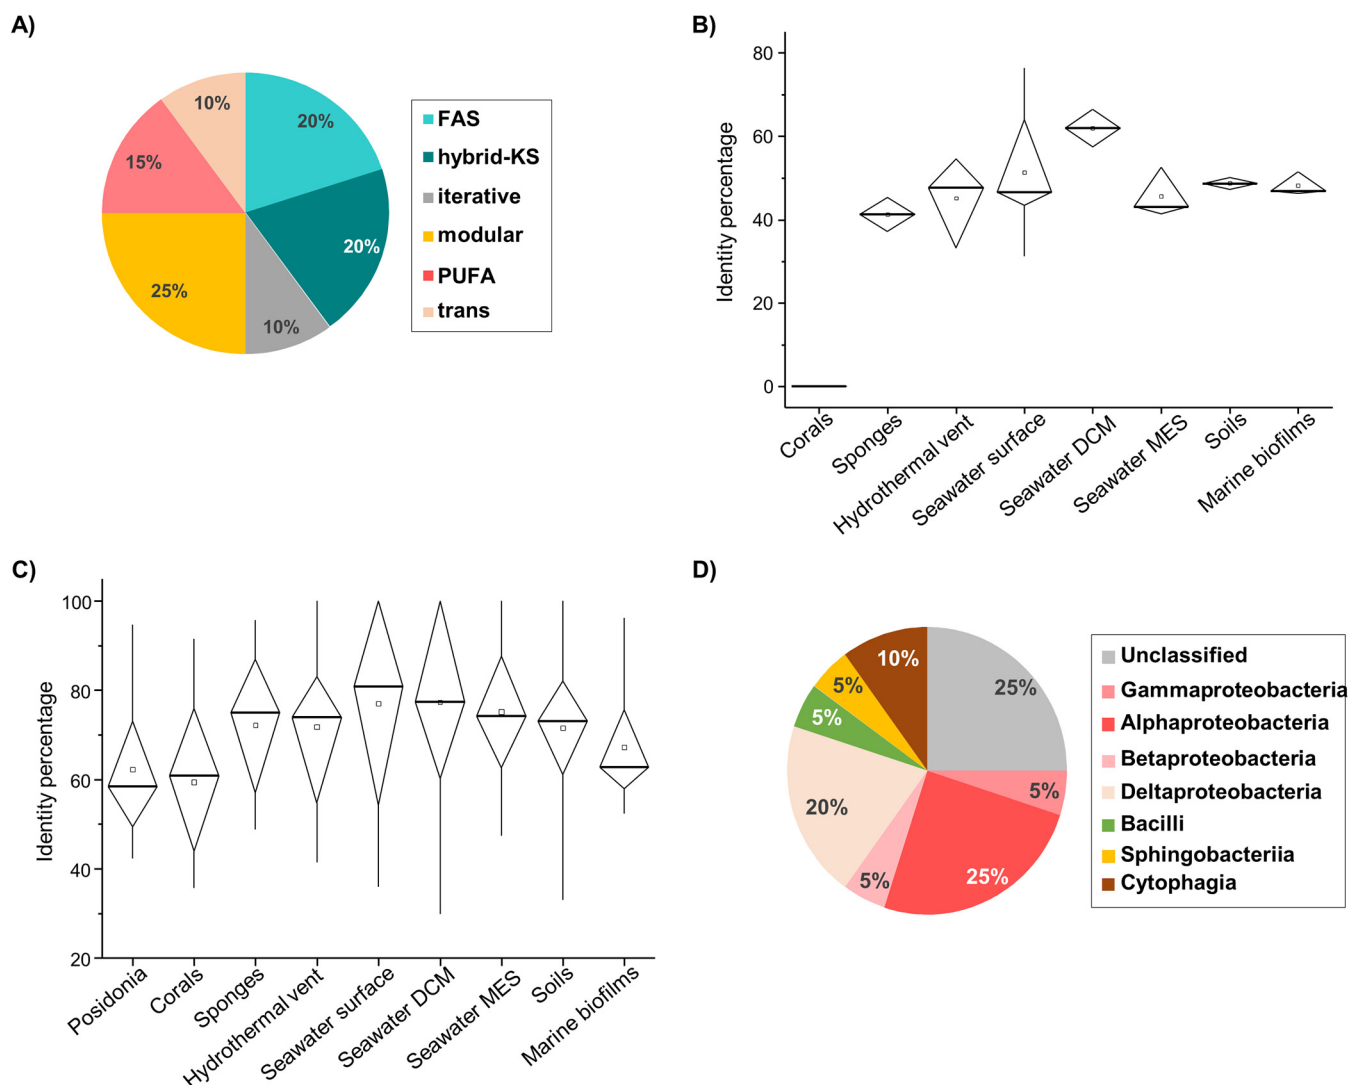 A)
10%
20%
15%
20%
25%
10%
FAS
hybrid-KS
iterative
modular
PUFA
trans
B)
Identity percentage
80
60
40
20
0
Corals
Sponges
Hydrothermal vent
Seawater surface
Seawater DCM
Seawater MES
Soils
Marine biofilms
C)
Identity percentage
100
80
60
40
20
Posidonia
Corals
Sponges
Hydrothermal vent
Seawater surface
Seawater DCM
Seawater MES
Soils
Marine biofilms
D)
10%
25%
5%
5%
5%
20%
5%
25%
Unclassified
Gammaproteobacteria
Alphaproteobacteria
Betaproteobacteria
Deltaproteobacteria
Bacilli
Sphingobacteriia
Cytophagia